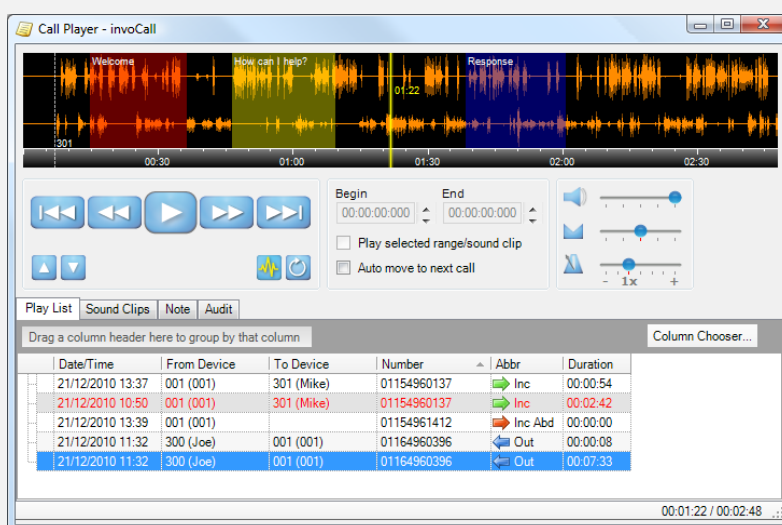 Call Player - invoCall
Welcome How can I help? Response
01:22
301
00:30 01:00 01:30 02:00 02:30
Begin End
00:00:00:000 00:00:00:000
Play selected range/sound clip
Auto move to next call
- 1x +
Play List Sound Clips Note Audit
Drag a column header here to group by that column Column Chooser...
Date/Time From Device To Device Number Abbr Duration
21/12/2010 13:37 001 (001) 301 (Mike) 01154960137 Inc 00:00:54
21/12/2010 10:50 001 (001) 301 (Mike) 01154960137 Inc 00:02:42
21/12/2010 13:39 001 (001) 01154961412 Inc Abd 00:00:00
21/12/2010 11:32 300 (Joe) 001 (001) 01164960396 Out 00:00:08
21/12/2010 11:32 300 (Joe) 001 (001) 01164960396 Out 00:07:33
00:01:22 / 00:02:48